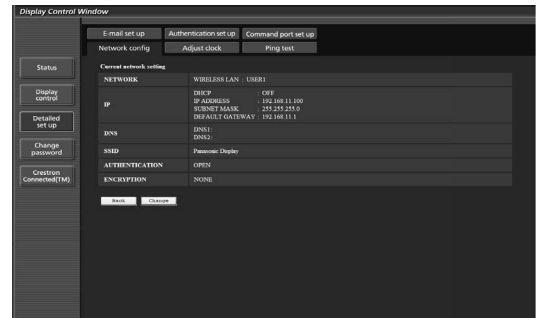 Display Control Window
E-mail set up
Authentication set up
Command port set up
Network config
Adjust clock
Ping test
Status
Display control
Detailed set up
Change password
Crestron Connected(TM)
Current network setting
NETWORK WIRELESS LAN : USER1
IP
DHCP : OFF
IP ADDRESS : 192.168.11.100
SUBNET MASK : 255.255.255.0
DEFAULT GATEWAY : 192.168.11.1
DNS
DNS1:
DNS2:
SSID Panasonic Display
AUTHENTICATION OPEN
ENCRYPTION NONE
Back
Change